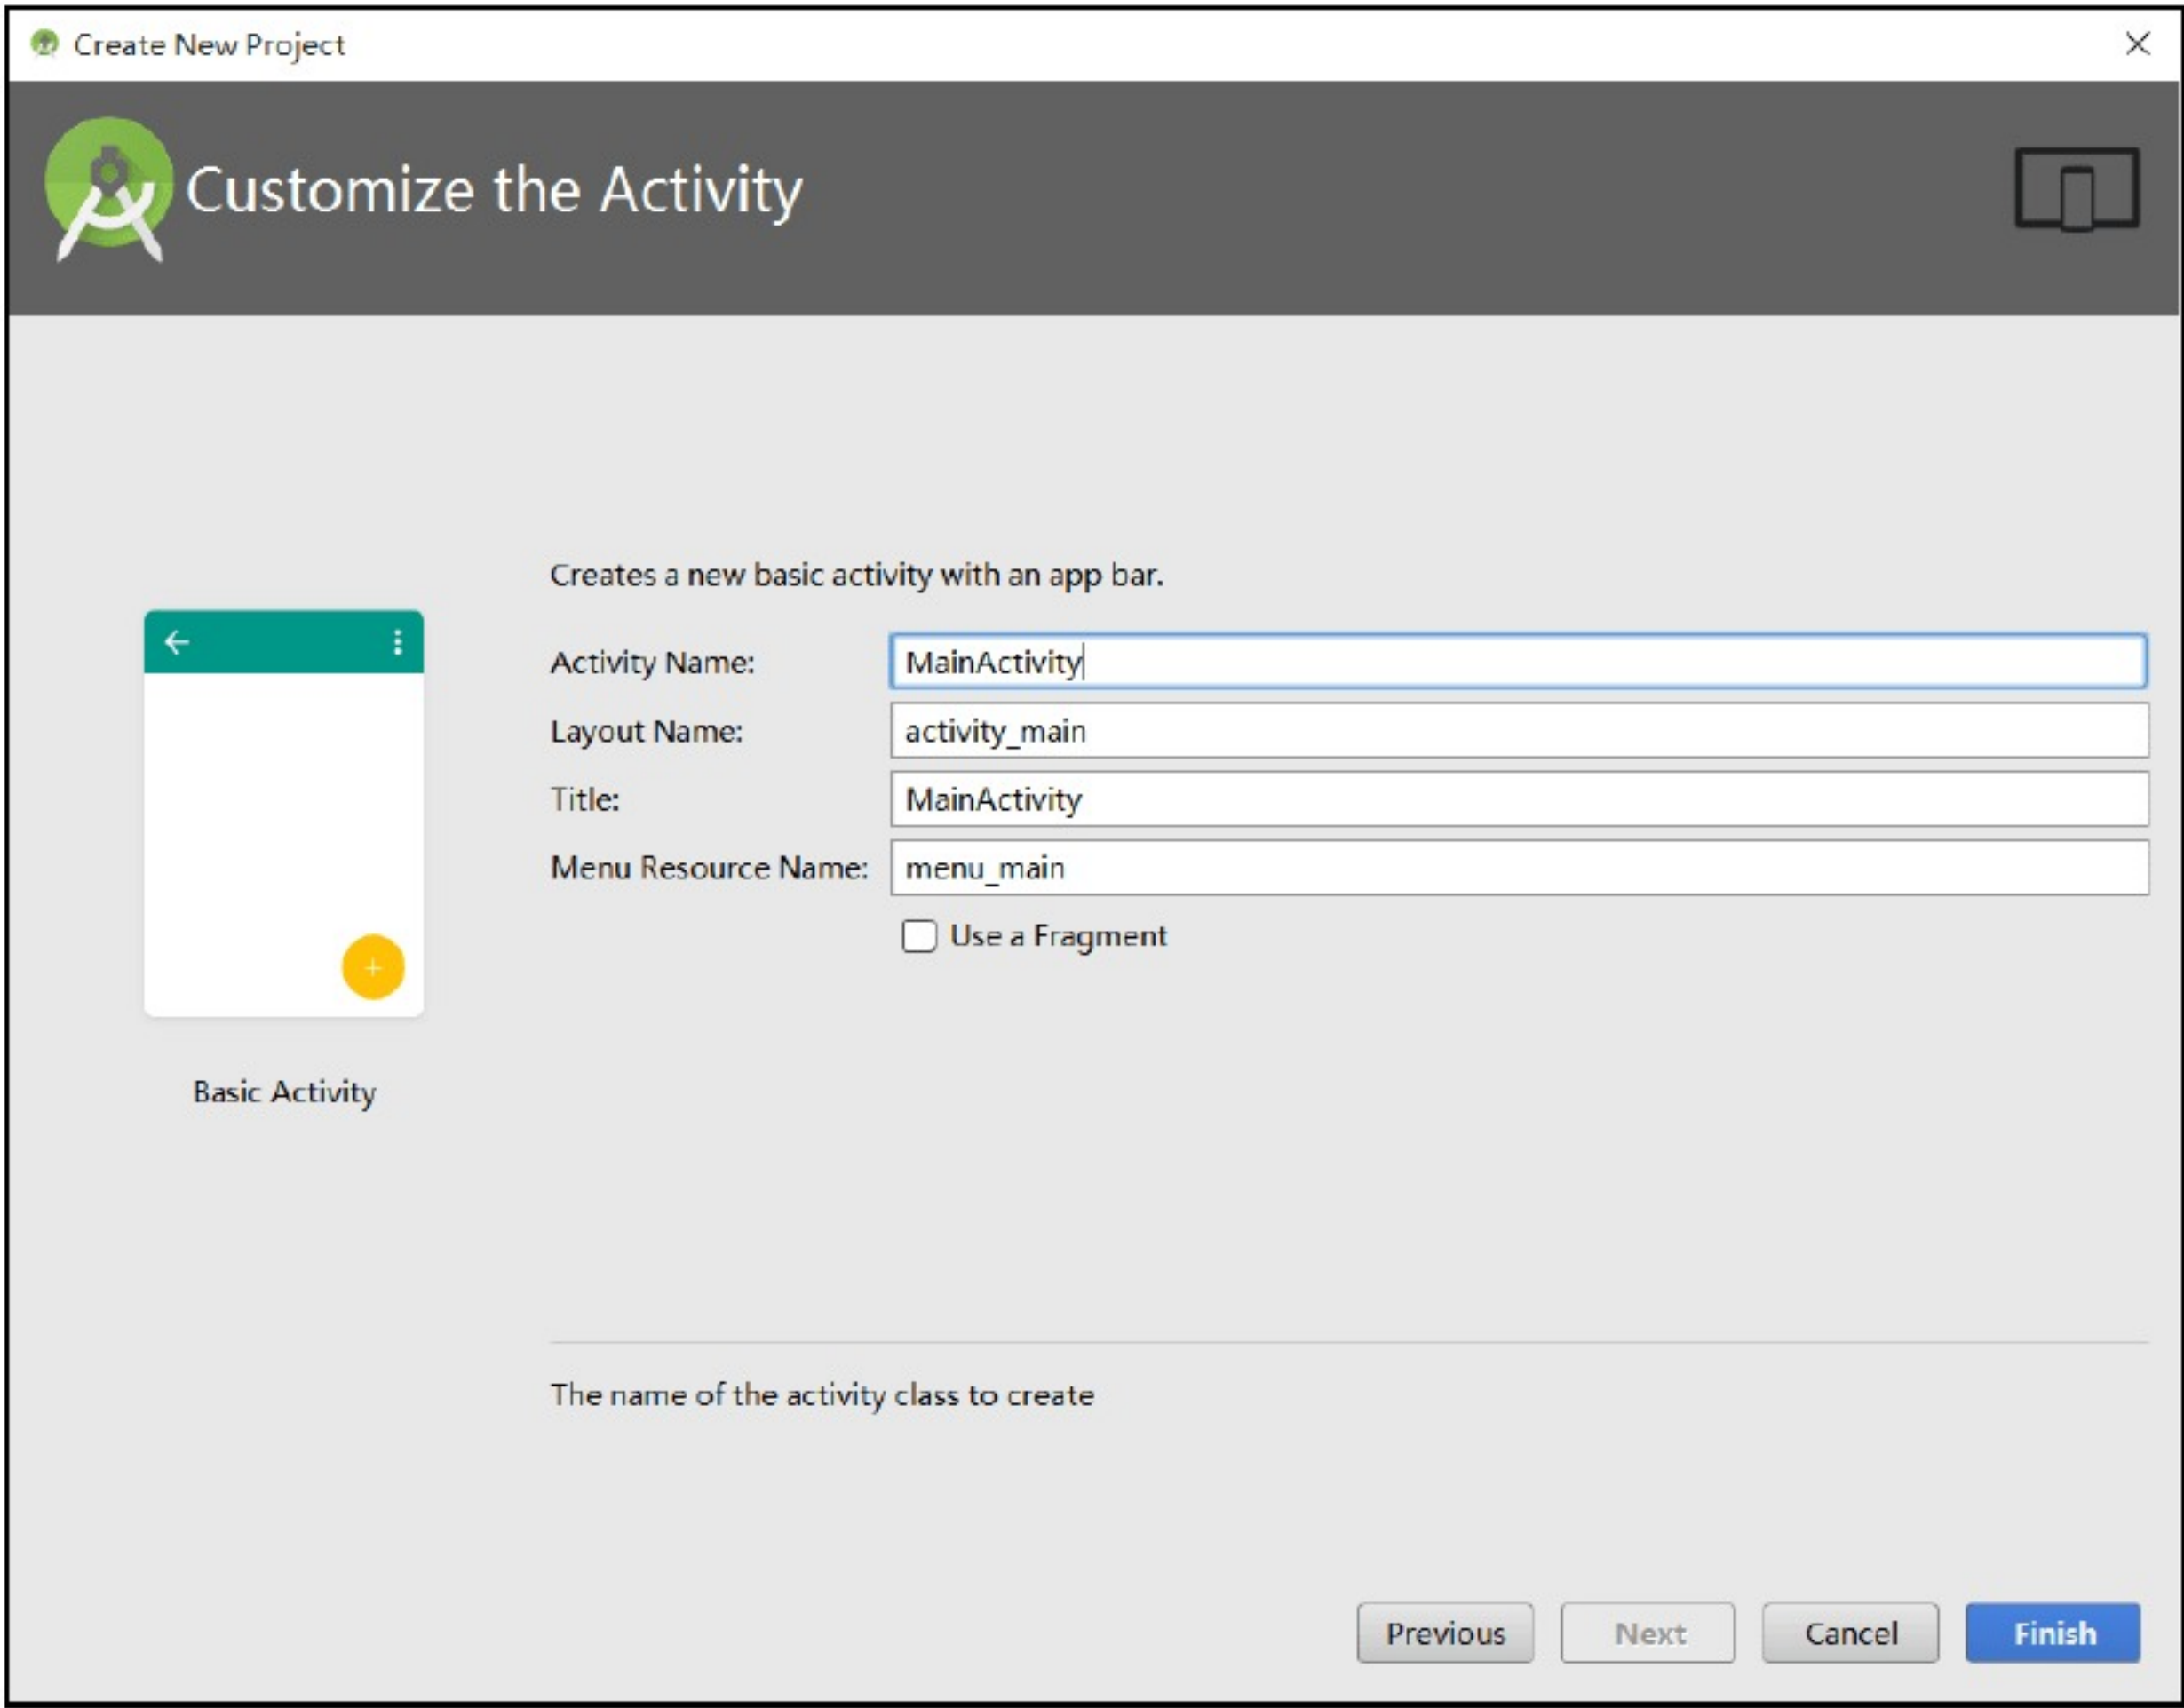 Create New Project
Customize the Activity
Creates a new basic activity with an app bar.
Activity Name: MainActivity
Layout Name: activity_main
Title: MainActivity
Menu Resource Name: menu_main
Use a Fragment
Basic Activity
The name of the activity class to create
Previous Next Cancel Finish